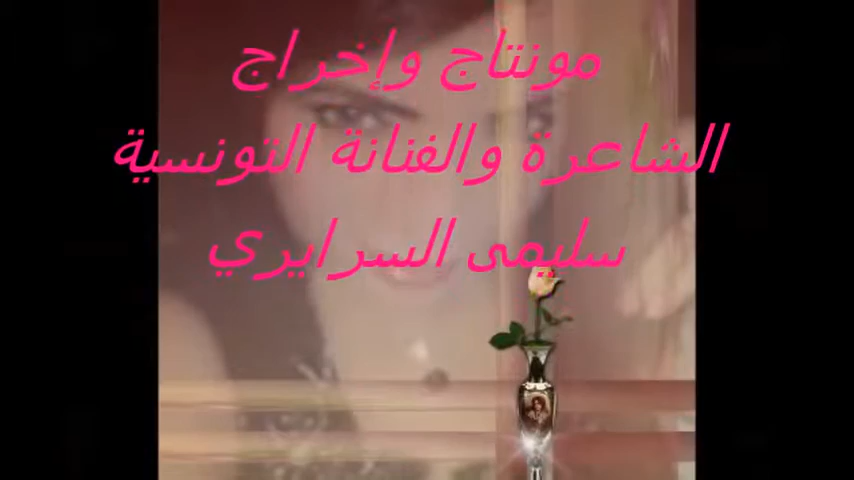 مونتاج وإخراج
الشاعرة والفنانة التونسية
سليمى السرايري